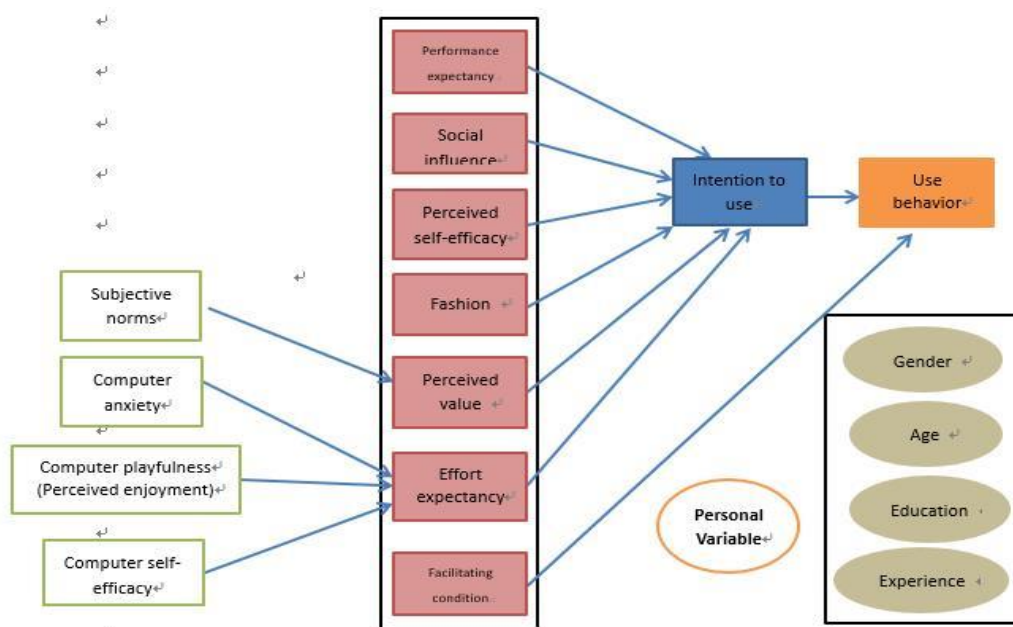 Performance
expectancy
Social
influence
Perceived
self-efficacy
Fashion
Perceived
value
Effort
expectancy
Facilitating
condition
Subjective
norms
Computer
anxiety
Computer playfulness
(Perceived enjoyment)
Computer self-
efficacy
Intention to
use
Use
behavior
Personal
Variable
Gender
Age
Education
Experience